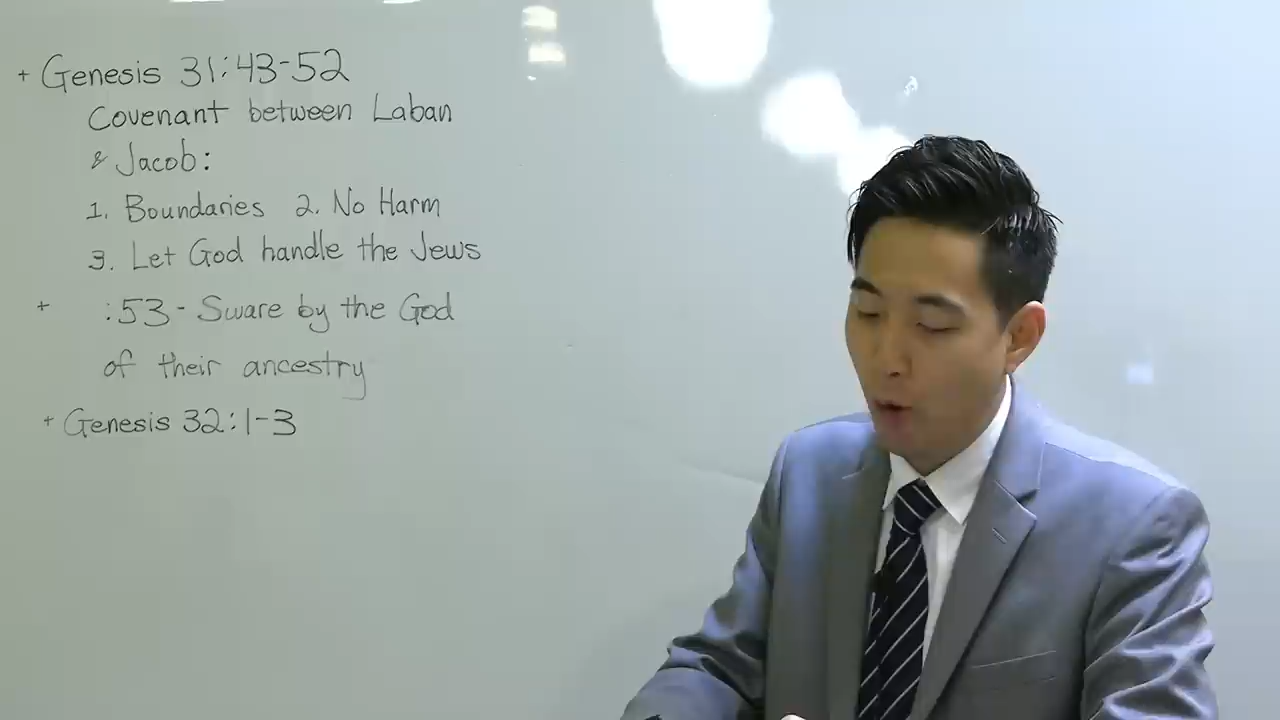 + Genesis 31:43-52
Covenant between Laban
& Jacob:
1. Boundaries 2. No Harm
3. Let God handle the Jews
+ :53 - Sware by the God
of their ancestry
+ Genesis 32:1-3